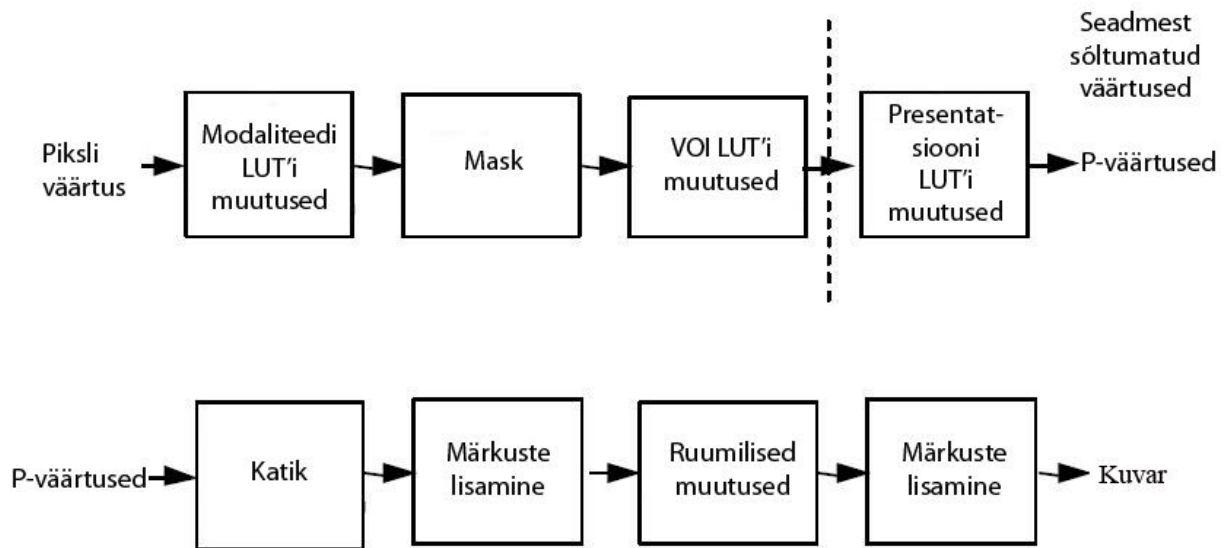 Seadmest
sóltumatud
väärtused
Piksli
väärtus
Modaliteedi
LUT'i
muutused
Mask
VOI LUT'i
muutused
Presentat-
siooni
LUT'i
muutused
P-väärtused
P-väärtused
Katik
Märkuste
lisamine
Ruumilised
muutused
Märkuste
lisamine
Kuvar